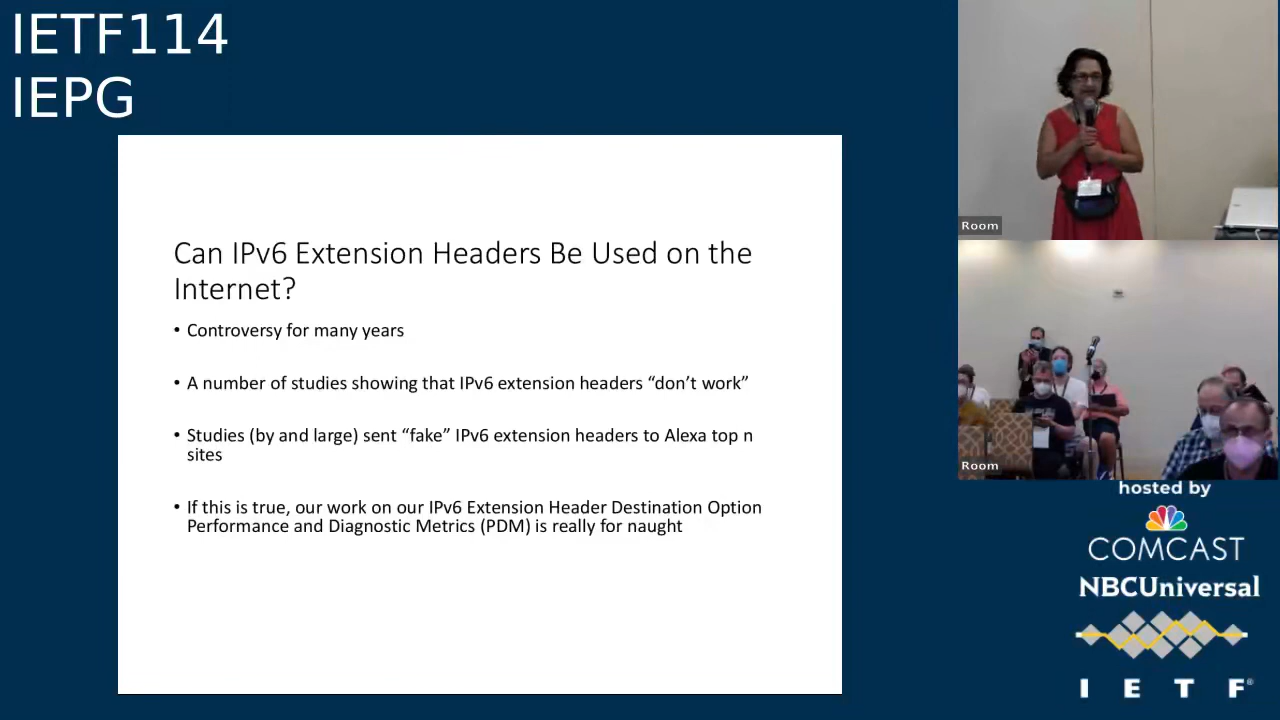 IETF114
IEPG
Can IPv6 Extension Headers Be Used on the
Internet?
• Controversy for many years
• A number of studies showing that IPv6 extension headers “don’t work”
• Studies (by and large) sent “fake” IPv6 extension headers to Alexa top n
sites
• If this is true, our work on our IPv6 Extension Header Destination Option
Performance and Diagnostic Metrics (PDM) is really for naught
Room
Room
hosted by
COMCAST
NBCUniversal
I E T F®